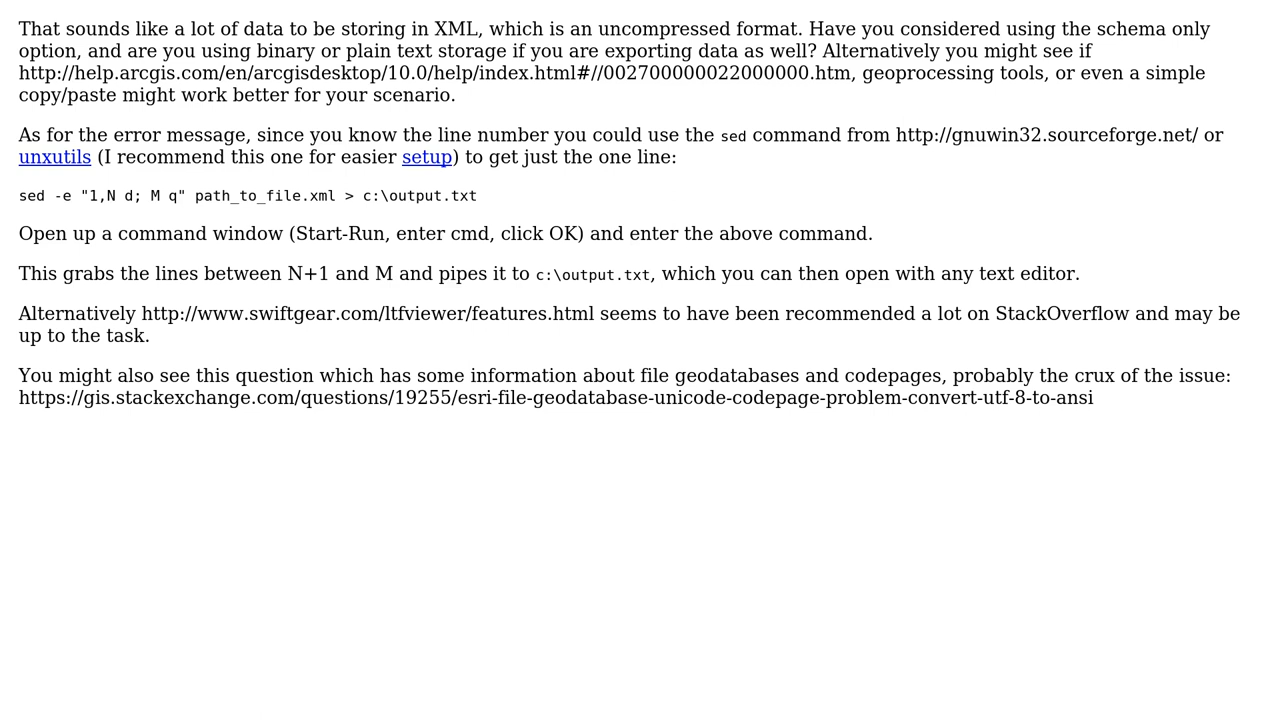 That sounds like a lot of data to be storing in XML, which is an uncompressed format. Have you considered using the schema only
option, and are you using binary or plain text storage if you are exporting data as well? Alternatively you might see if
http://help.arcgis.com/en/arcgisdesktop/10.0/help/index.html#//002700000022000000.htm, geoprocessing tools, or even a simple
copy/paste might work better for your scenario.
As for the error message, since you know the line number you could use the sed command from http://gnuwin32.sourceforge.net/ or
unxutils (I recommend this one for easier setup) to get just the one line:
sed -e "1,N d; M q" path_to_file.xml > c:\output.txt
Open up a command window (Start-Run, enter cmd, click OK) and enter the above command.
This grabs the lines between N+1 and M and pipes it to c:\output.txt, which you can then open with any text editor.
Alternatively http://www.swiftgear.com/ltfviewer/features.html seems to have been recommended a lot on StackOverflow and may be
up to the task.
You might also see this question which has some information about file geodatabases and codepages, probably the crux of the issue:
https://gis.stackexchange.com/questions/19255/esri-file-geodatabase-unicode-codepage-problem-convert-utf-8-to-ansi